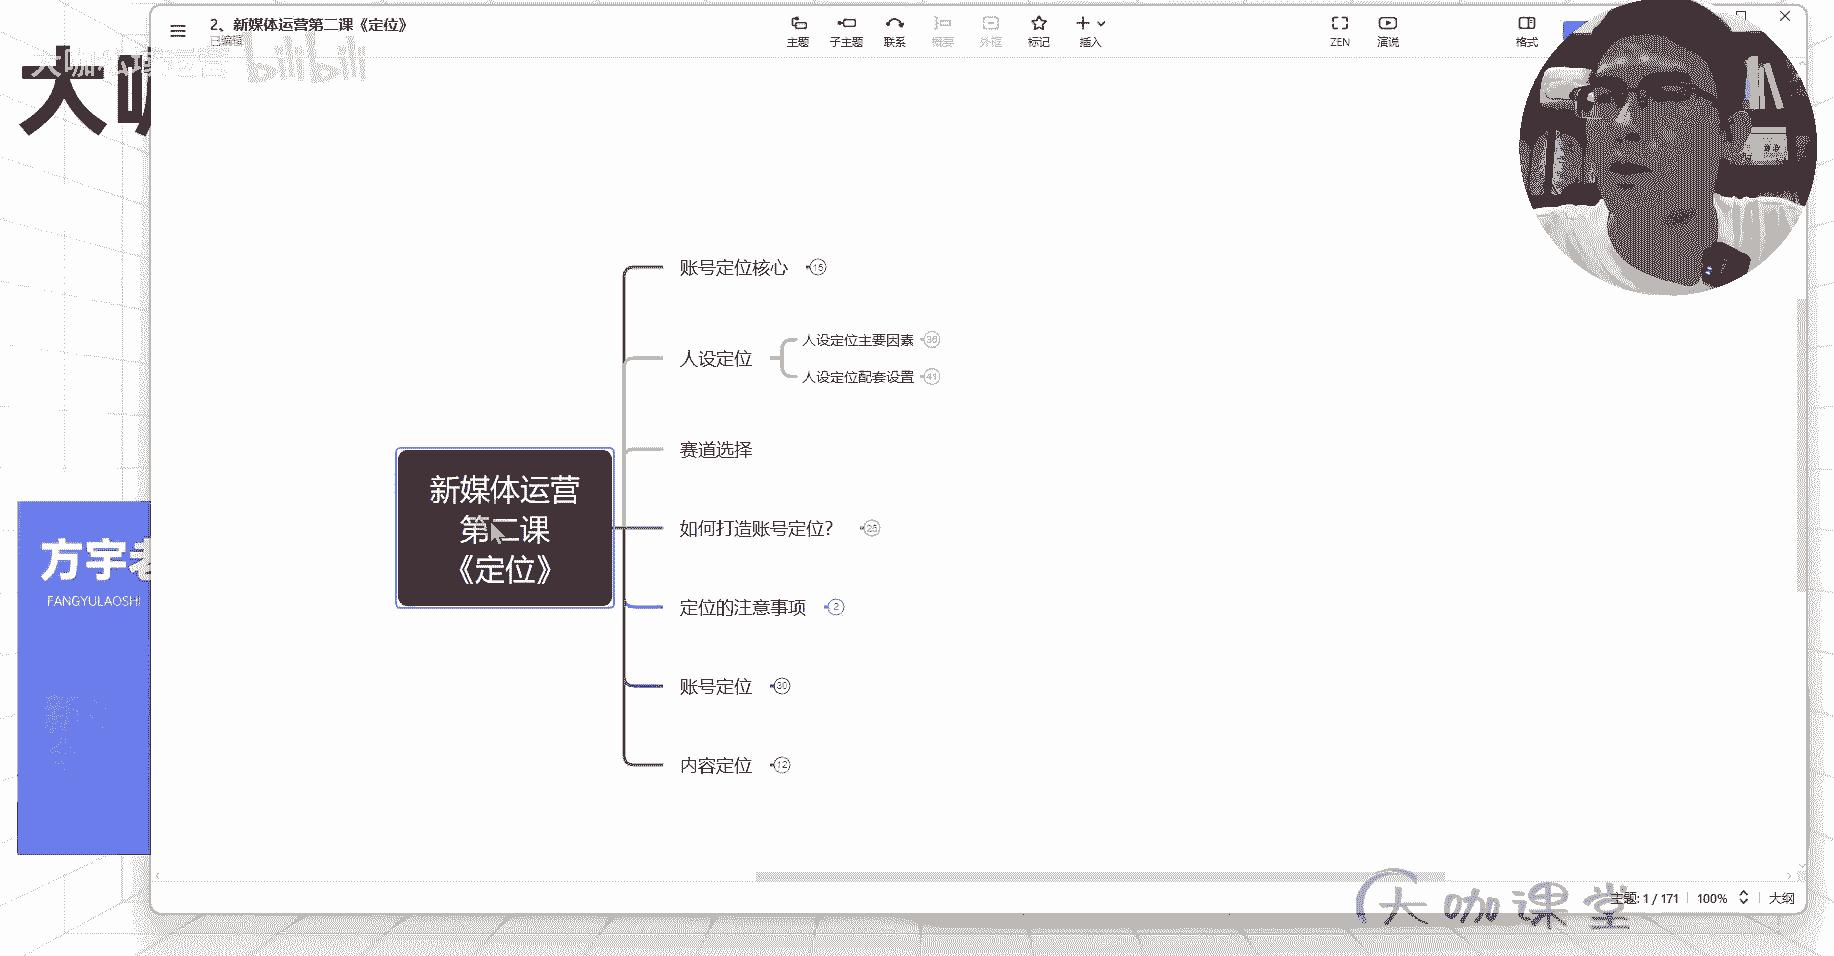 2、新媒体运营第二课《定位》
已编辑
主题
子主题
联系
概要
外框
标记
插入
ZEN
演说
格式
bilibili
大咖
账号定位核心 15
人设定位
人设定位主要因素 36
人设定位配套设置 41
赛道选择
新媒体运营
第二课
《定位》
如何打造账号定位? 26
定位的注意事项 2
账号定位 30
内容定位 12
方宇老
FANGYULAOSHI
大咖课堂
主题: 1 / 171
100%
大纲